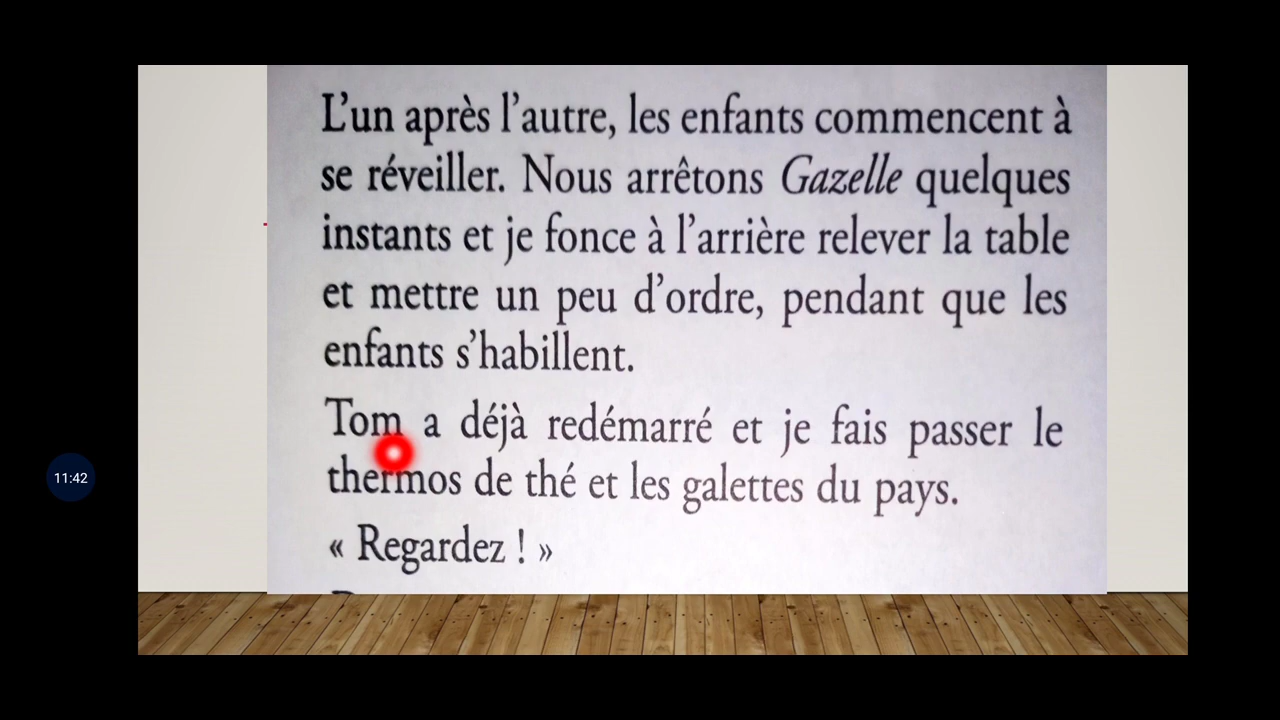 L'un après l'autre, les enfants commencent à
se réveiller. Nous arrêtons Gazelle quelques
instants et je fonce à l'arrière relever la table
et mettre un peu d'ordre, pendant que les
enfants s'habillent.
Tom a déjà redémarré et je fais passer le
thermos de thé et les galettes du pays.
« Regardez ! »
11:42